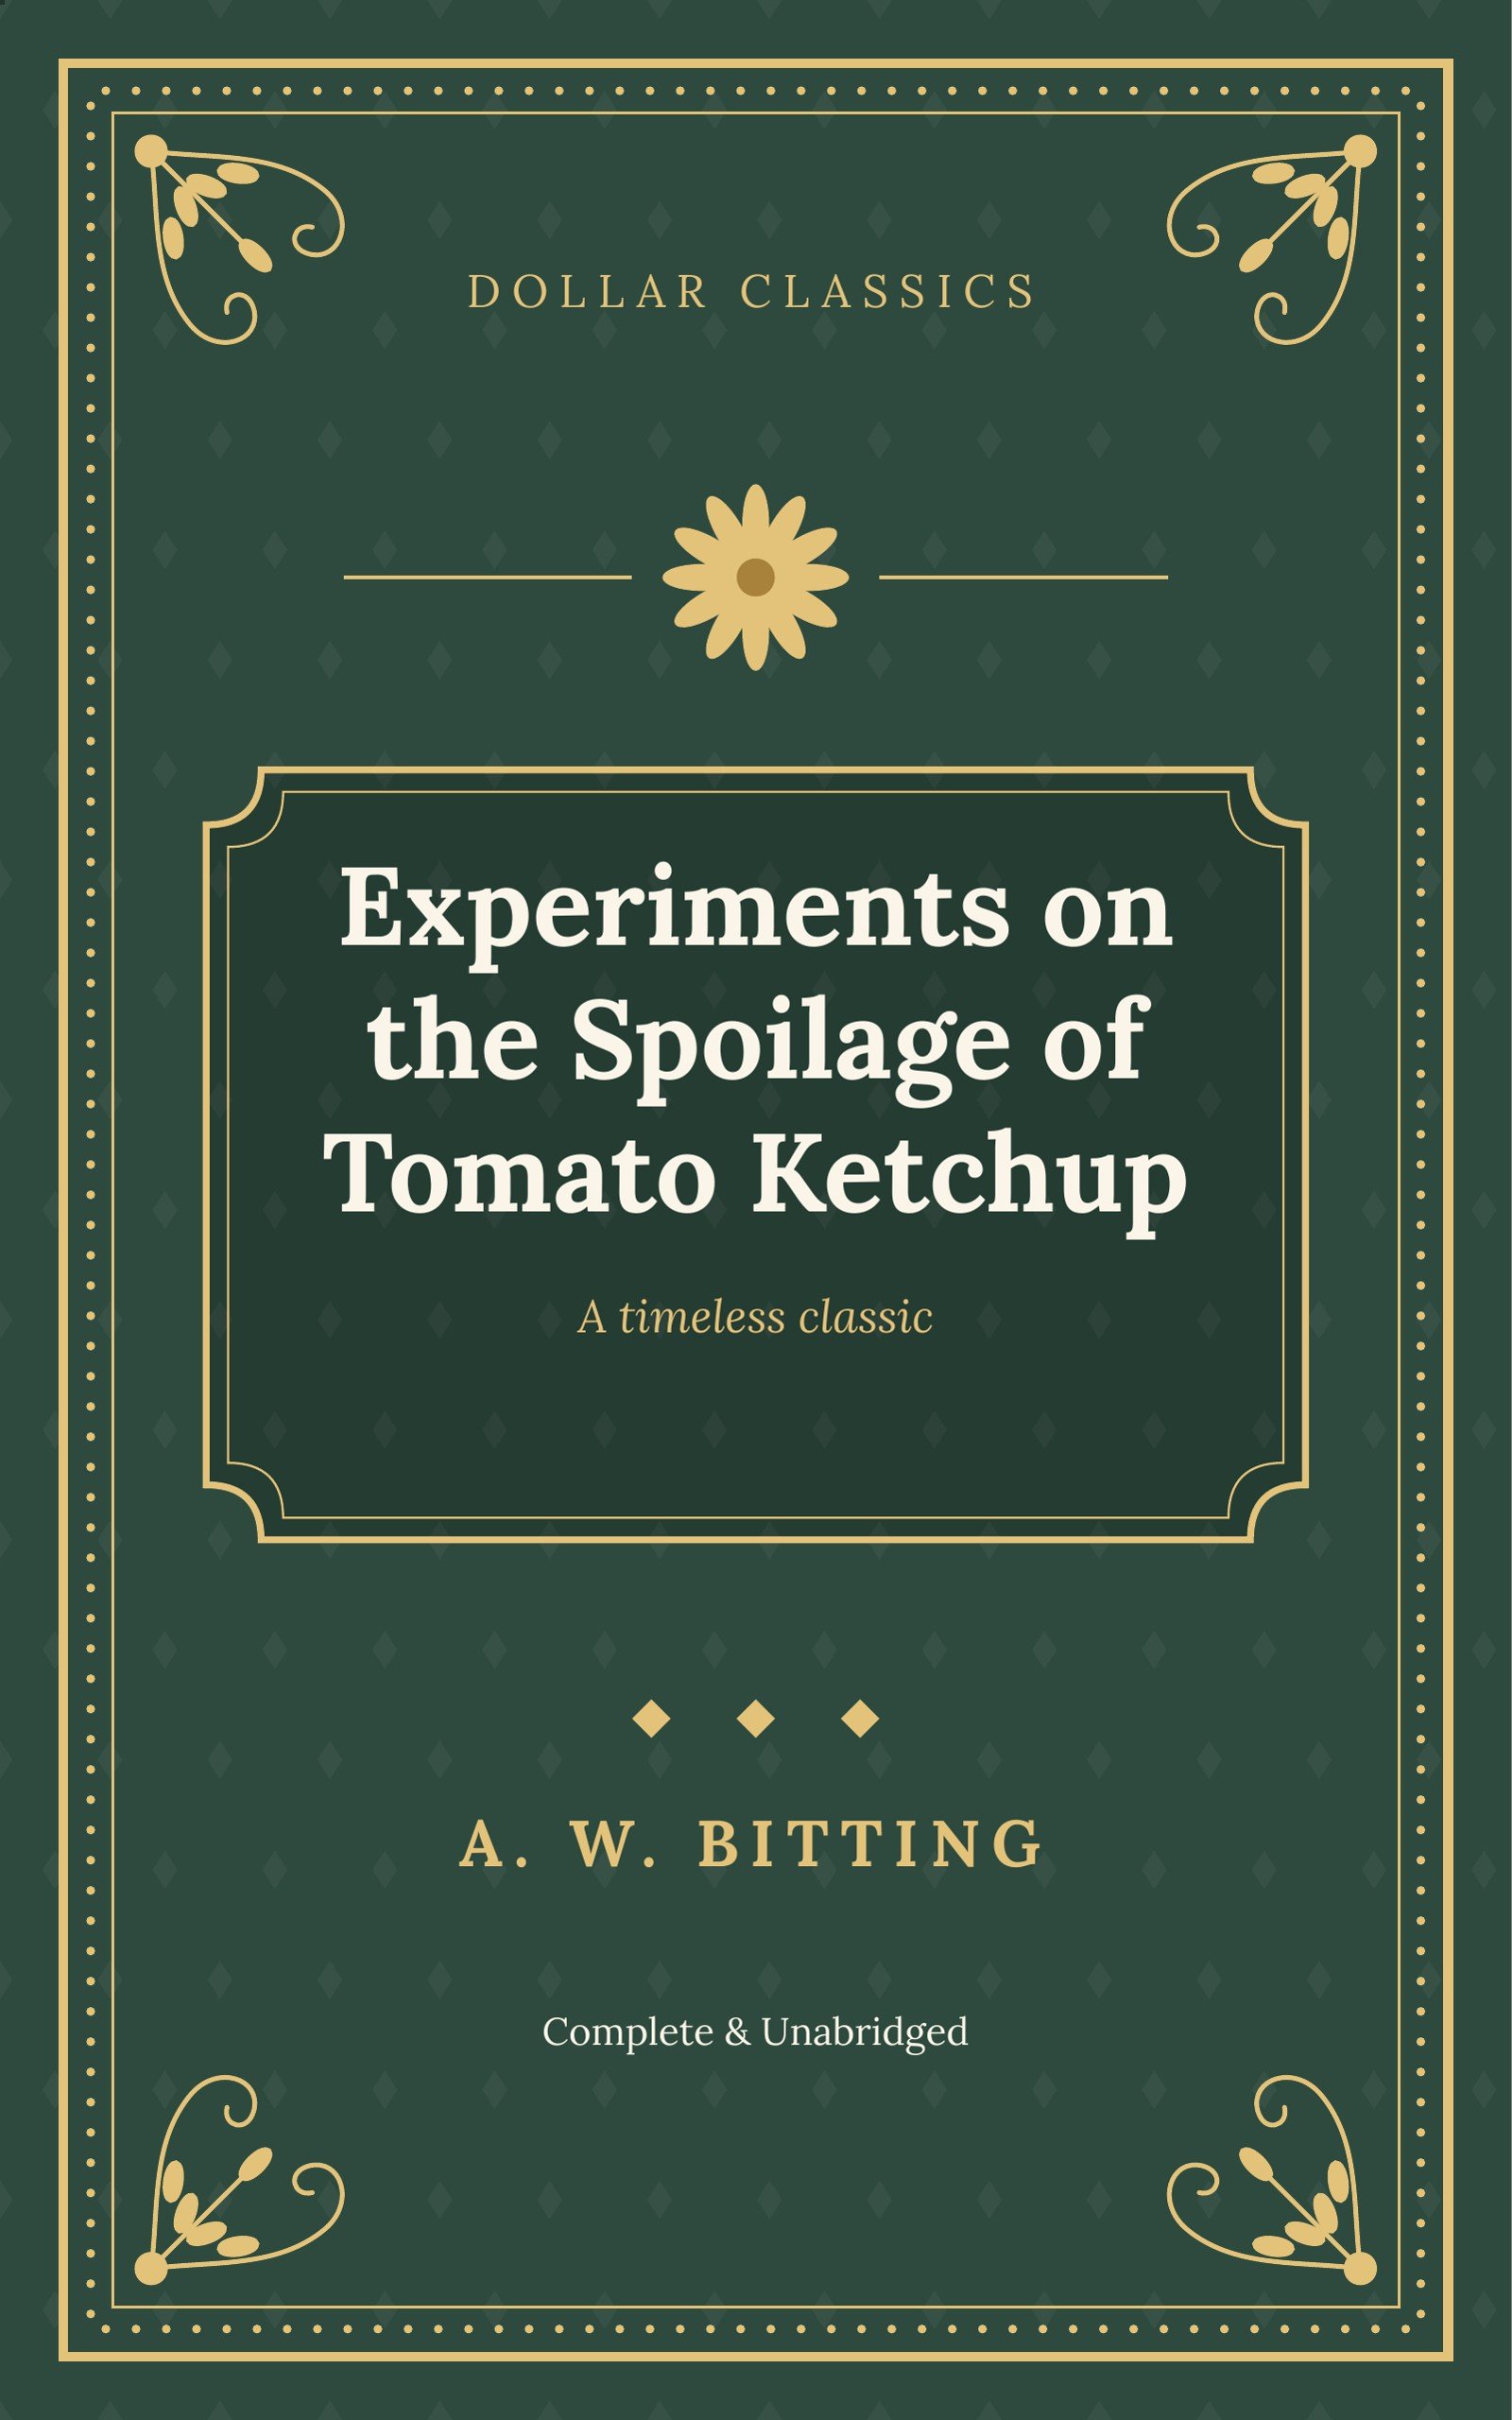 DOLLAR CLASSICS
Experiments on
the Spoilage of
Tomato Ketchup
A timeless classic
A. W. BITTING
Complete & Unabridged